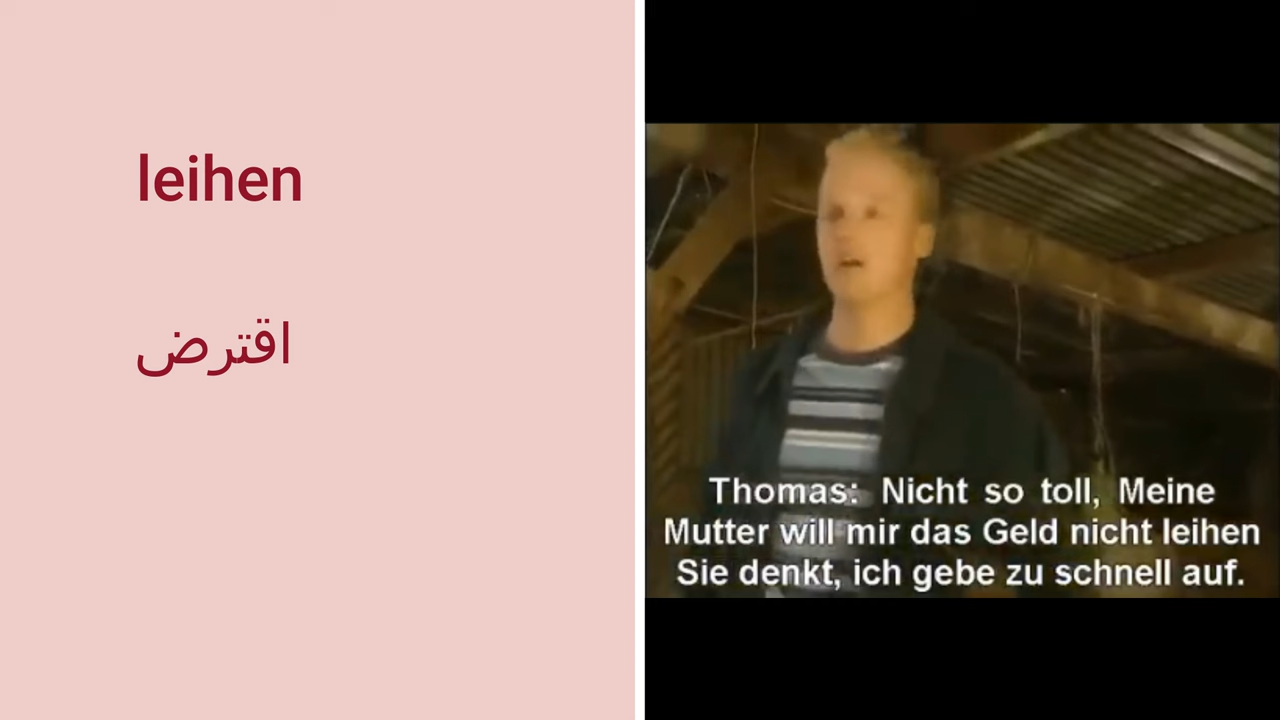 leihen
اقترض
Thomas: Nicht so toll, Meine
Mutter will mir das Geld nicht leihen
Sie denkt, ich gebe zu schnell auf.